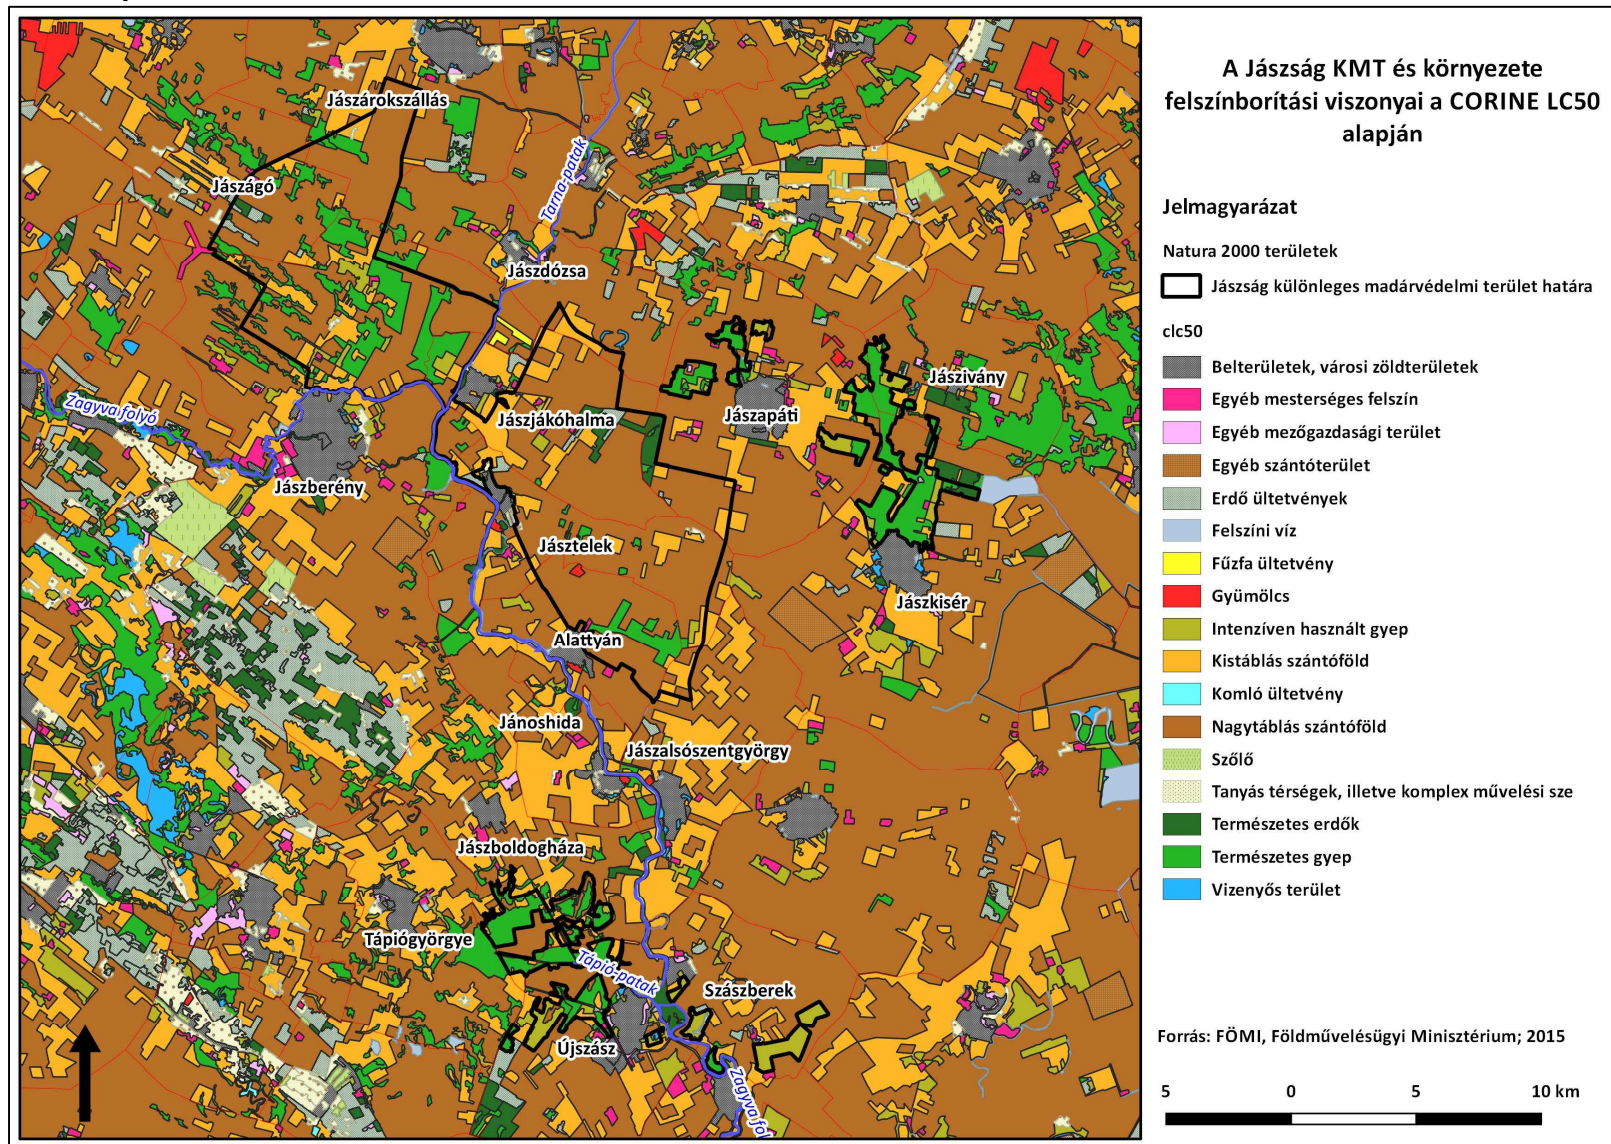 A Jászság KMT és környezete
felszínborítási viszonyai a CORINE LC50
alapján
Jelmagyarázat
Natura 2000 területek
Jászság különleges madárvédelmi terület határa
clc50
Belterületek, városi zöldterületek
Egyéb mesterséges felszín
Egyéb mezőgazdasági terület
Egyéb szántóterület
Erdő ültetvények
Felszíni víz
Fűzfa ültetvény
Gyümölcs
Intenzíven használt gyep
Kistáblás szántóföld
Komló ültetvény
Nagytáblás szántóföld
Szőlő
Tanyás térségek, illetve komplex művelési sze
Természetes erdők
Természetes gyep
Vizenyős terület
Forrás: FÖMI, Földművelésügyi Minisztérium; 2015
5 0 5 10 km
Jászárokszállás
Tarna-patak
Jászágó
Jászdózsa
Jászivány
Zagyva folyó
Jászjákóhalma
Jászapáti
Jászberény
Jásztelek
Jászkisér
Alattyán
Jánoshida
Jászalsószentgyörgy
Jászboldogháza
Tápiógyörgye
Tápió-patak
Szászberek
Újszász
Zagyva fol